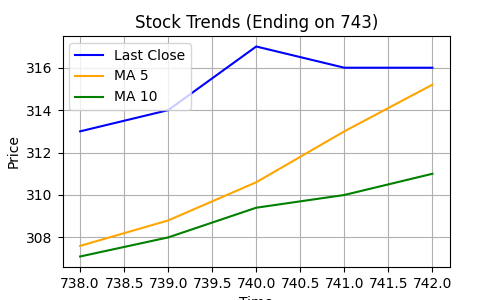 Stock Trends (Ending on 743)
Last Close
MA 5
MA 10
Price
316
314
312
310
308
738.0 738.5 739.0 739.5 740.0 740.5 741.0 741.5 742.0
Time